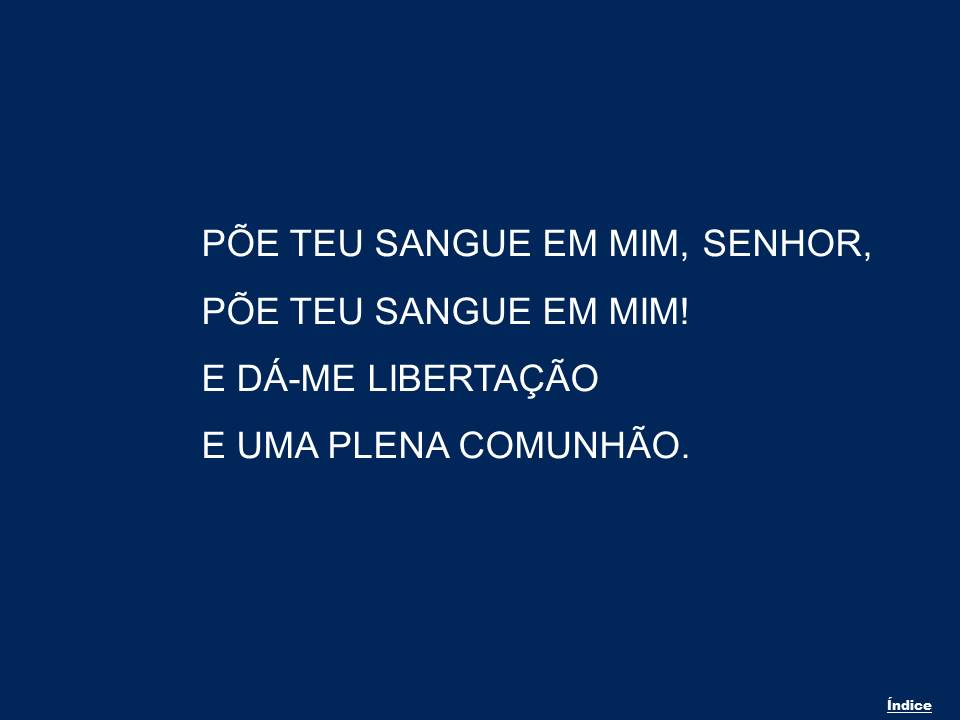 PÕE TEU SANGUE EM MIM, SENHOR,
PÕE TEU SANGUE EM MIM!
E DÁ-ME LIBERTAÇÃO
E UMA PLENA COMUNHÃO.
Índice